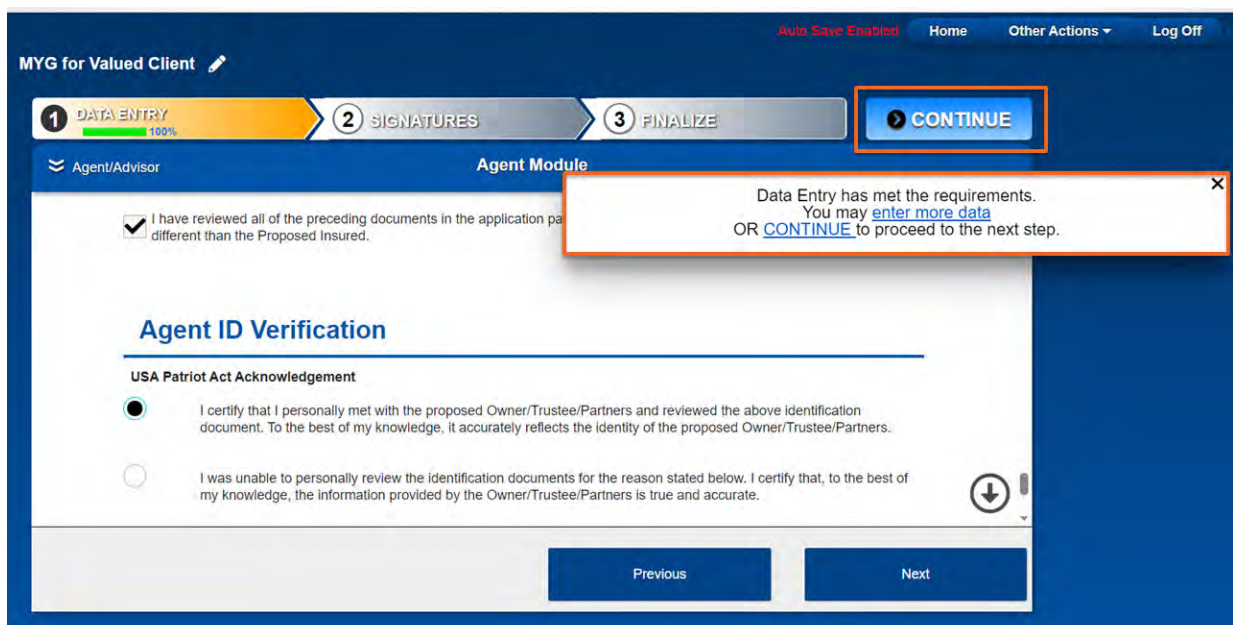 Auto Save Enabled Home Other Actions Log Off
MYG for Valued Client
1 DATA ENTRY 100%
2 SIGNATURES
3 FINALIZE
CONTINUE
Agent/Advisor
Agent Module
Data Entry has met the requirements.
You may enter more data
OR CONTINUE to proceed to the next step.
I have reviewed all of the preceding documents in the application pa
different than the Proposed Insured.
Agent ID Verification
USA Patriot Act Acknowledgement
I certify that I personally met with the proposed Owner/Trustee/Partners and reviewed the above identification
document. To the best of my knowledge, it accurately reflects the identity of the proposed Owner/Trustee/Partners.
I was unable to personally review the identification documents for the reason stated below. I certify that, to the best of
my knowledge, the information provided by the Owner/Trustee/Partners is true and accurate.
Previous
Next